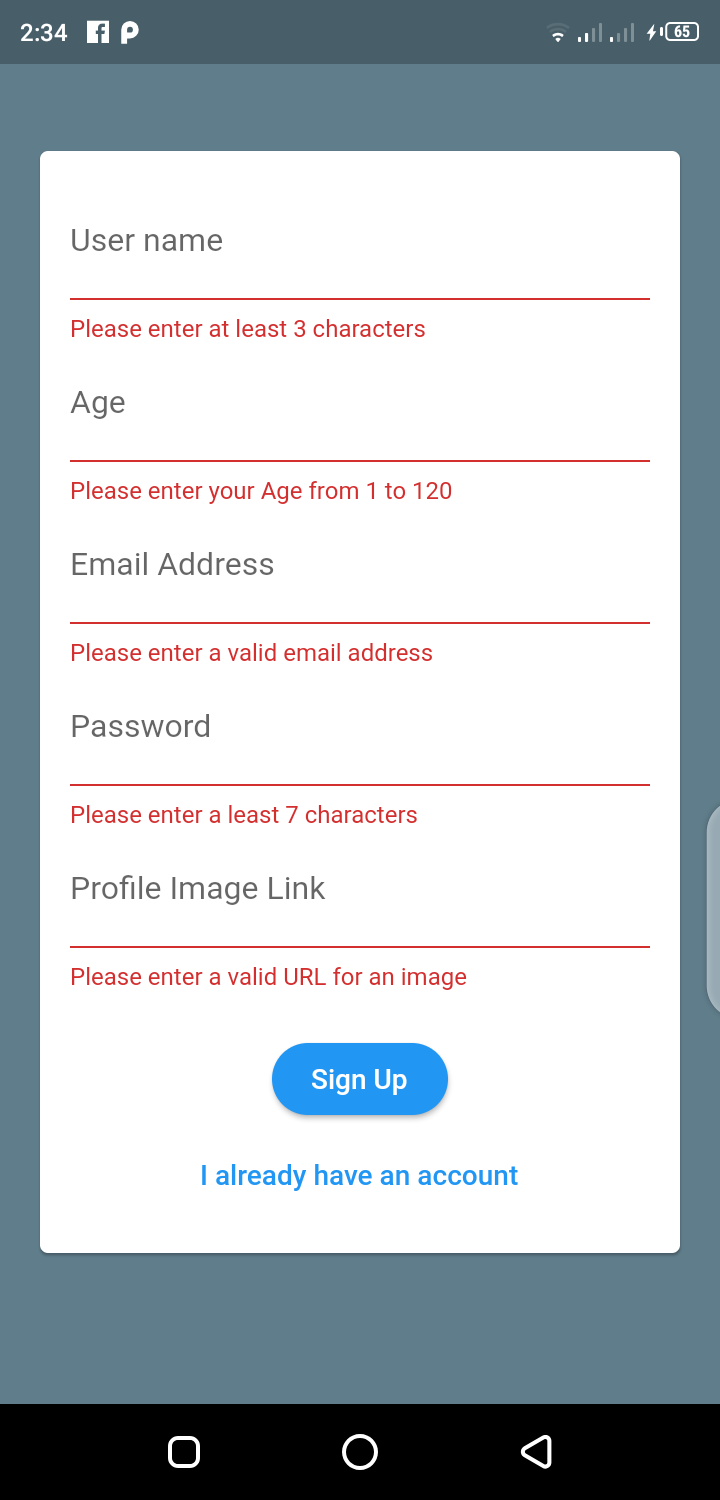 2:34
65
User name
Please enter at least 3 characters
Age
Please enter your Age from 1 to 120
Email Address
Please enter a valid email address
Password
Please enter a least 7 characters
Profile Image Link
Please enter a valid URL for an image
Sign Up
I already have an account